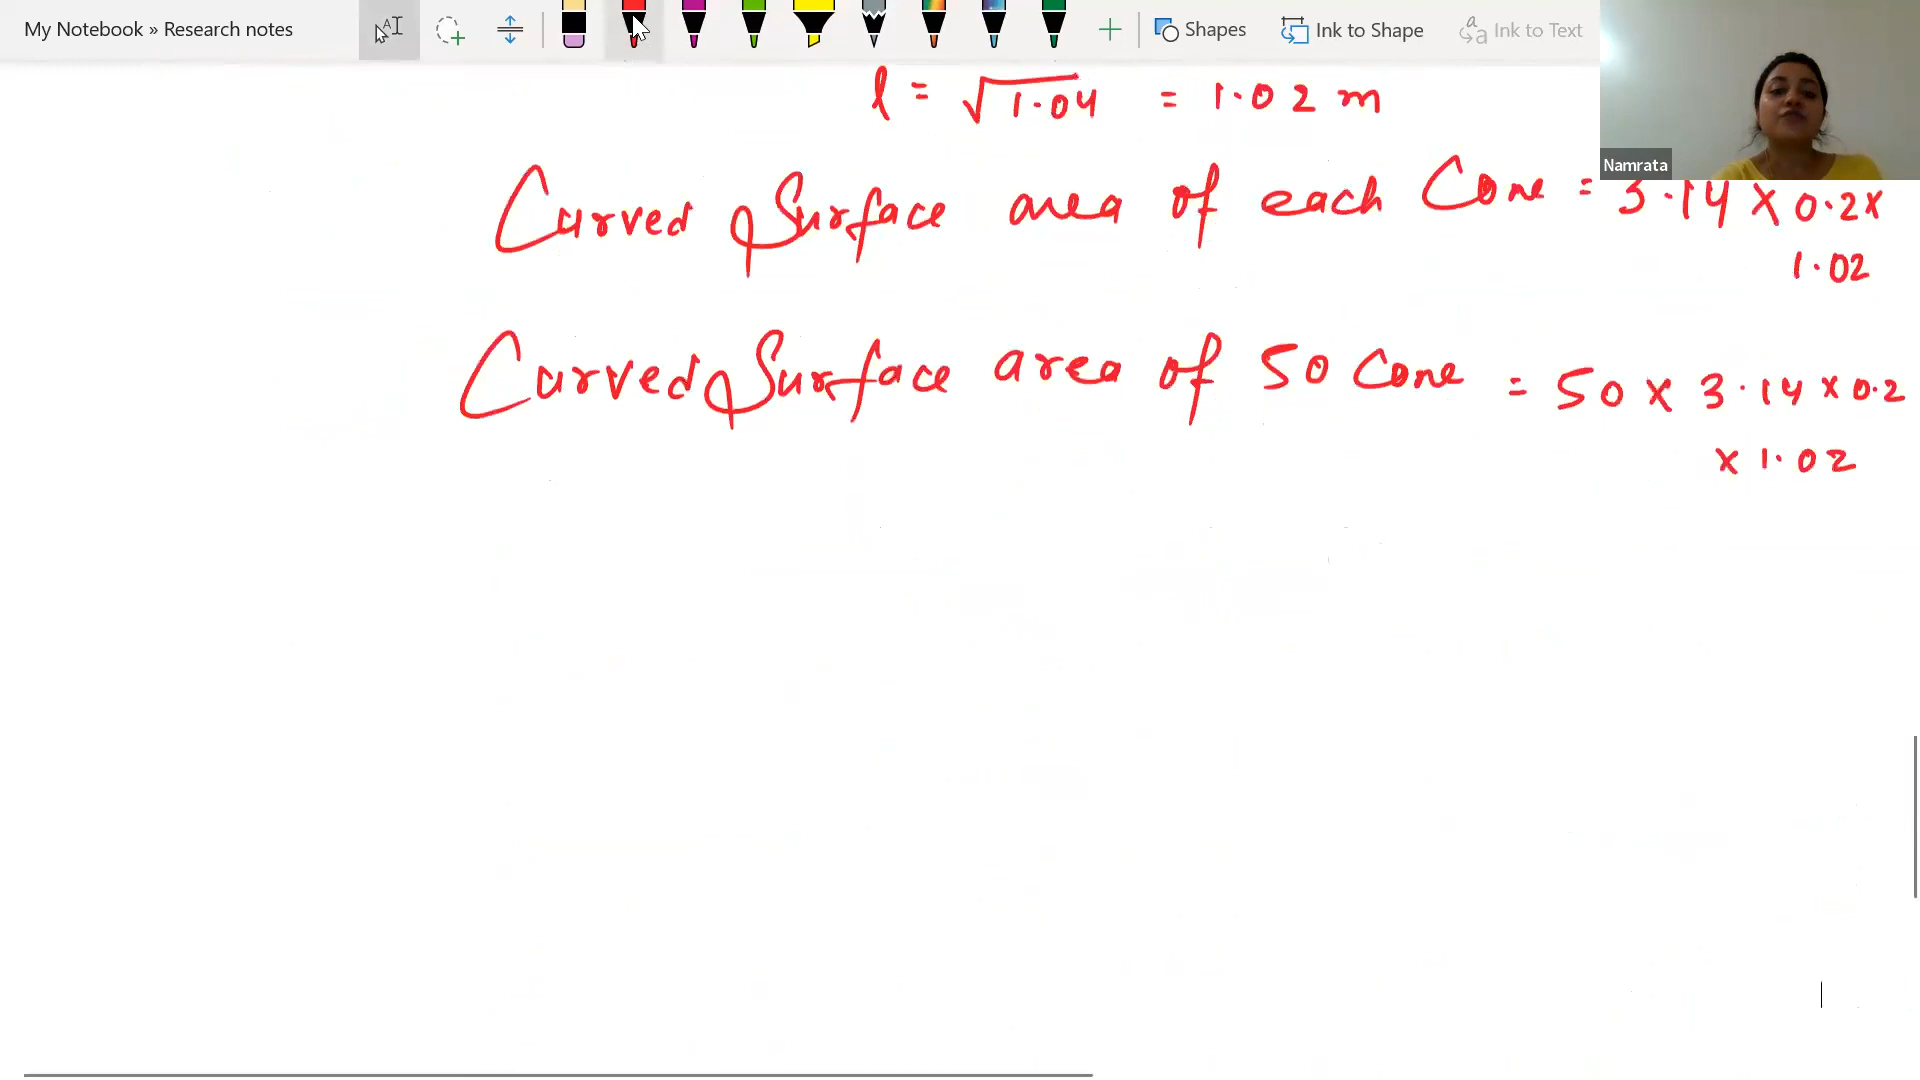 My Notebook » Research notes
Shapes
Ink to Shape
Ink to Text
Namrata
l = √1.04 = 1.02 m
Curved Surface area of each Cone = 3.14 × 0.2 ×
1.02
Curved Surface area of 50 Cone = 50 × 3.14 × 0.2
× 1.02